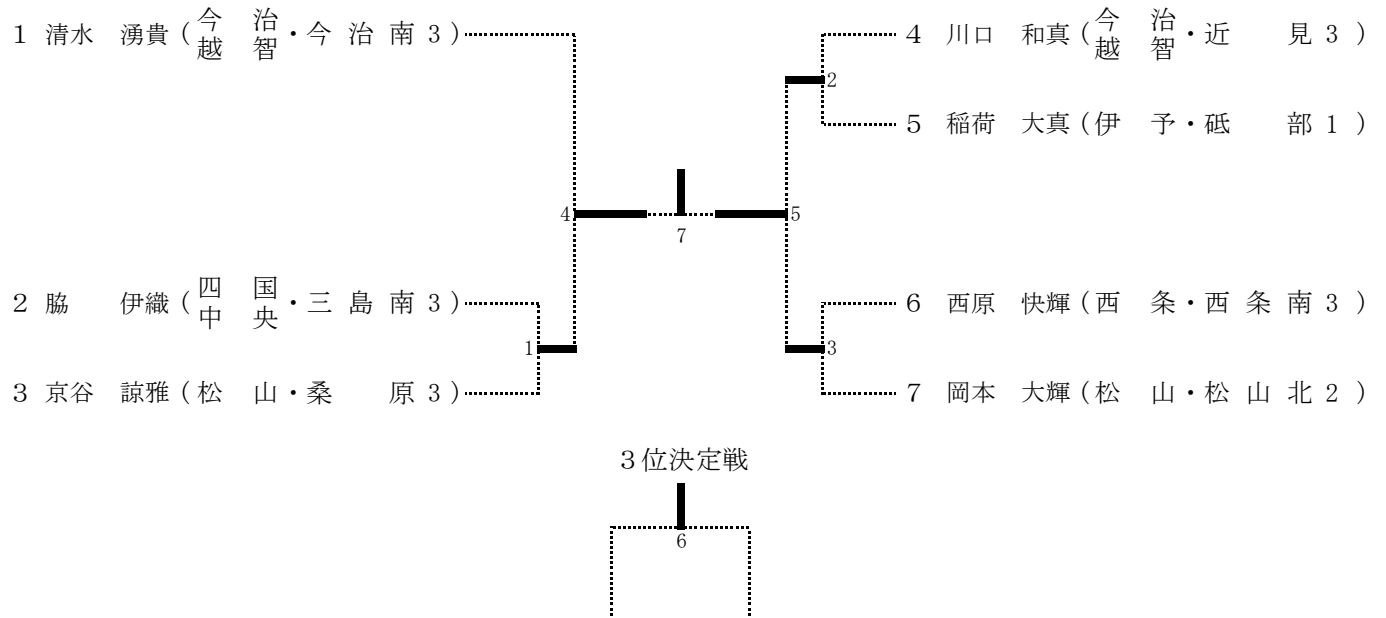 1 清水 湧貴 (今治越智・今治南 3 )
4 川口 和真 (今治越智・近見 3 )
2
5 稲荷 大真 (伊予・砥部 1 )
4
5
7
2 脇 伊織 (四国中央・三島南 3 )
6 西原 快輝 (西条・西条南 3 )
1
3
3 京谷 諒雅 (松山・桑原 3 )
7 岡本 大輝 (松山・松山北 2 )
3位決定戦
6